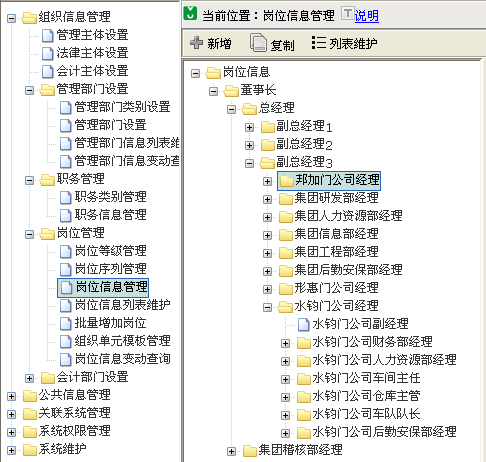 组织信息管理
管理主体设置
法律主体设置
会计主体设置
管理部门设置
管理部门类别设置
管理部门设置
管理部门信息列表维
管理部门信息变动查
职务管理
职务类别管理
职务信息管理
岗位管理
岗位等级管理
岗位序列管理
岗位信息管理
岗位信息列表维护
批量增加岗位
组织单元模板管理
岗位信息变动查询
会计部门设置
公共信息管理
关联系统管理
系统权限管理
系统维护
当前位置：岗位信息管理 说明
新增 复制 列表维护
岗位信息
董事长
总经理
副总经理1
副总经理2
副总经理3
邦加门公司经理
集团研发部经理
集团人力资源部经理
集团信息部经理
集团工程部经理
集团后勤安保部经理
形惠门公司经理
水钧门公司经理
水钧门公司副经理
水钧门公司财务部经理
水钧门公司人力资源部经理
水钧门公司车间主任
水钧门公司仓库主管
水钧门公司车队队长
水钧门公司后勤安保部经理
集团稽核部经理